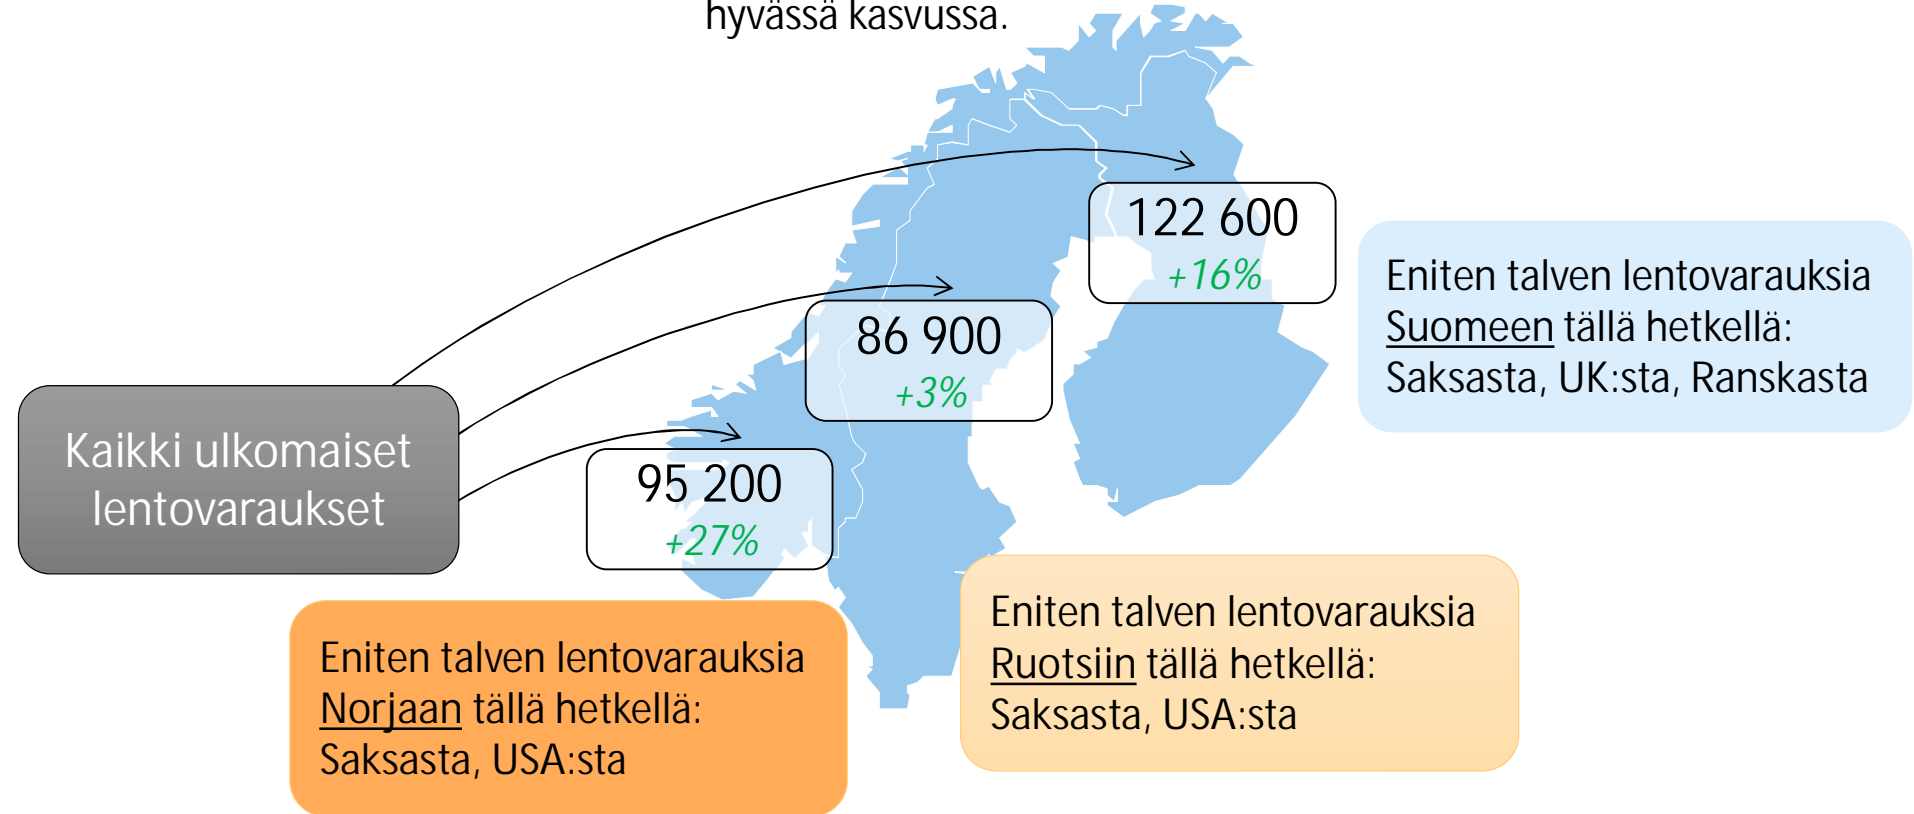 hyvässä kasvussa.
122 600
+16%
Eniten talven lentovarauksia
Suomeen tällä hetkellä:
Saksasta, UK:sta, Ranskasta
86 900
+3%
Kaikki ulkomaiset
lentovaraukset
95 200
+27%
Eniten talven lentovarauksia
Ruotsiin tällä hetkellä:
Saksasta, USA:sta
Eniten talven lentovarauksia
Norjaan tällä hetkellä:
Saksasta, USA:sta